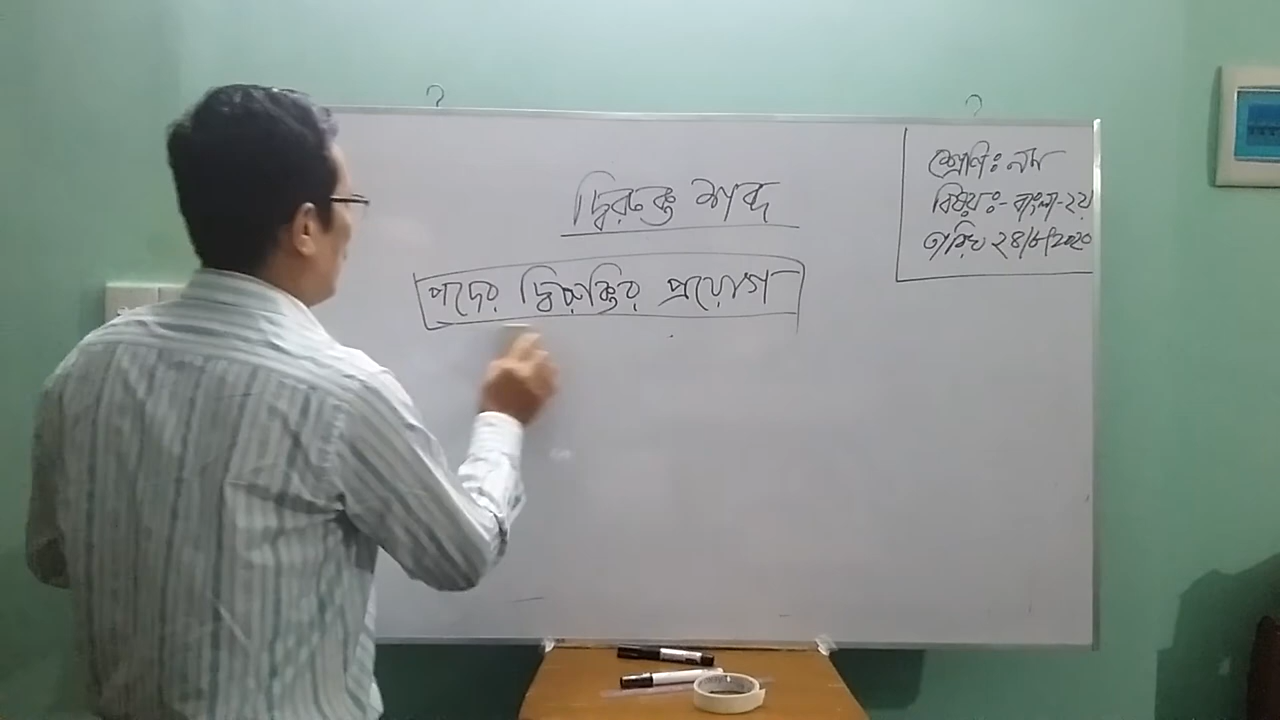 দ্বিরুক্ত শব্দ
পদের দ্বিরুক্তির প্রয়োগ
শ্রেণি: নবম
বিষয়:- বাংলা-২য়
তারিখ ২৪/৮/২০২০